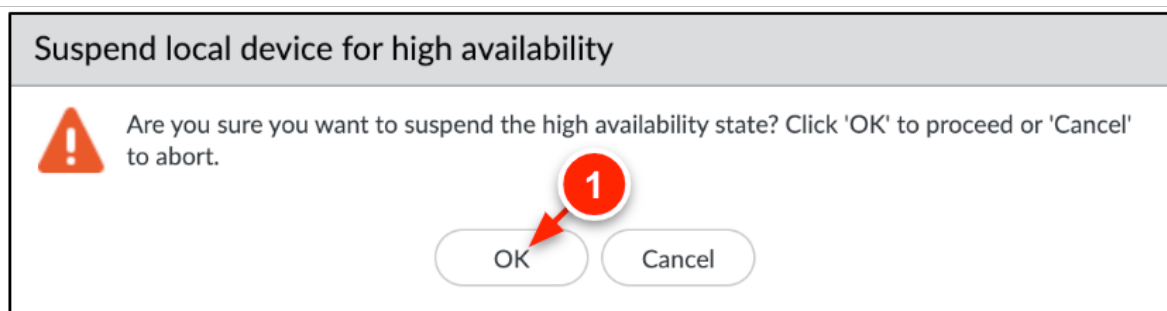 Suspend local device for high availability
Are you sure you want to suspend the high availability state? Click 'OK' to proceed or 'Cancel'
to abort.
1
OK
Cancel